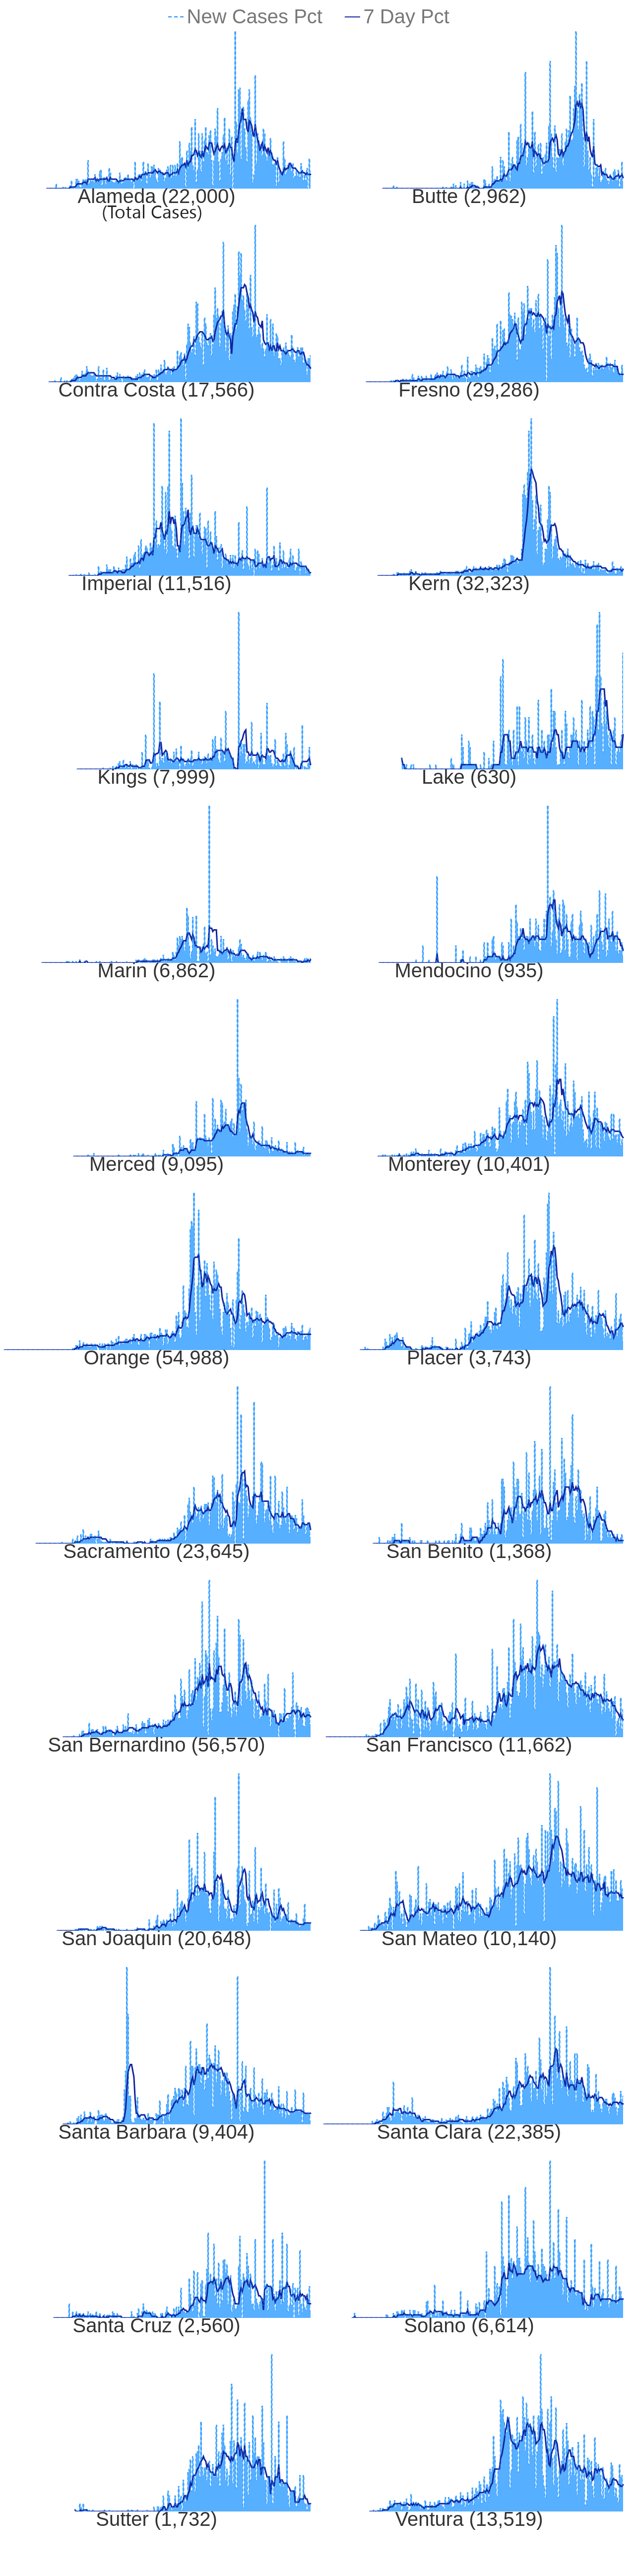 New Cases Pct 7 Day Pct
Alameda (22,000) Butte (2,962)
(Total Cases)
Contra Costa (17,566) Fresno (29,286)
Imperial (11,516) Kern (32,323)
Kings (7,999) Lake (630)
Marin (6,862) Mendocino (935)
Merced (9,095) Monterey (10,401)
Orange (54,988) Placer (3,743)
Sacramento (23,645) San Benito (1,368)
San Bernardino (56,570) San Francisco (11,662)
San Joaquin (20,648) San Mateo (10,140)
Santa Barbara (9,404) Santa Clara (22,385)
Santa Cruz (2,560) Solano (6,614)
Sutter (1,732) Ventura (13,519)